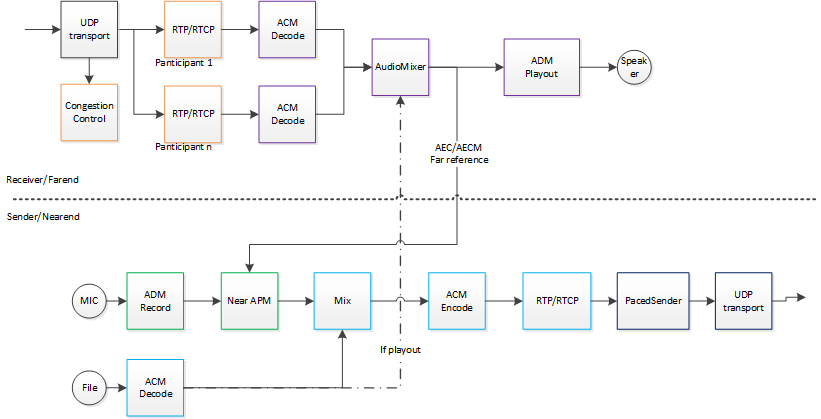 UDP
transport
RTP/RTCP
ACM
Decode
Panticipant 1
Congestion
Control
RTP/RTCP
ACM
Decode
Panticipant n
AudioMixer
ADM
Playout
Speak
er
AEC/AECM
Far reference
Receiver/Farend
Sender/Nearend
MIC
ADM
Record
Near APM
Mix
ACM
Encode
RTP/RTCP
PacedSender
UDP
transport
If playout
File
ACM
Decode